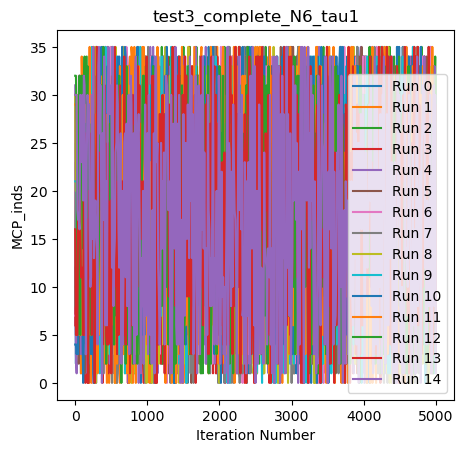 test3_complete_N6_tau1
MCP_inds
35
30
25
20
15
10
5
0
0 1000 2000 3000 4000 5000
Iteration Number
Run 0
Run 1
Run 2
Run 3
Run 4
Run 5
Run 6
Run 7
Run 8
Run 9
Run 10
Run 11
Run 12
Run 13
Run 14